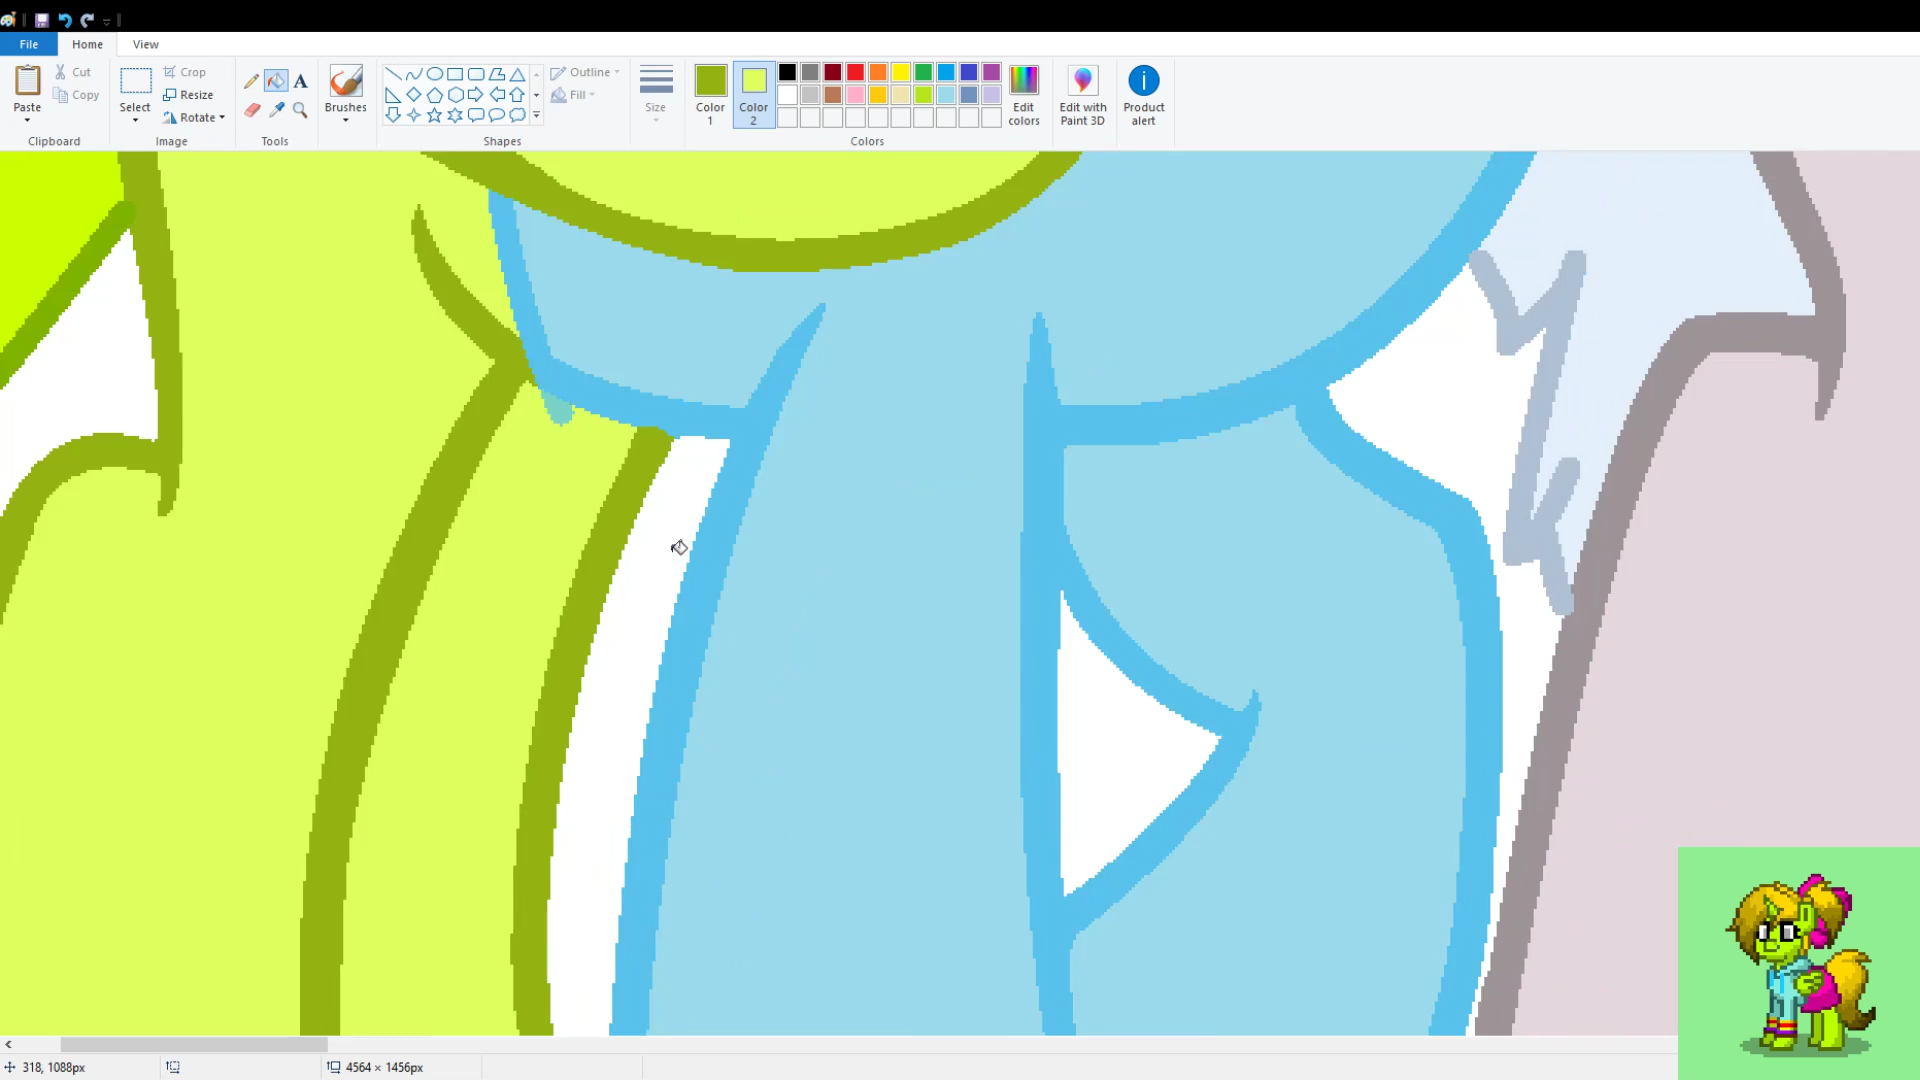 File Home View
Paste
Cut
Copy
Clipboard
Select
Crop
Resize
Rotate
Image
A
Tools
Brushes
Shapes
Outline
Fill
Size
Color 1
Color 2
Colors
Edit colors
Edit with Paint 3D
Product alert
318, 1088px
4564 × 1456px